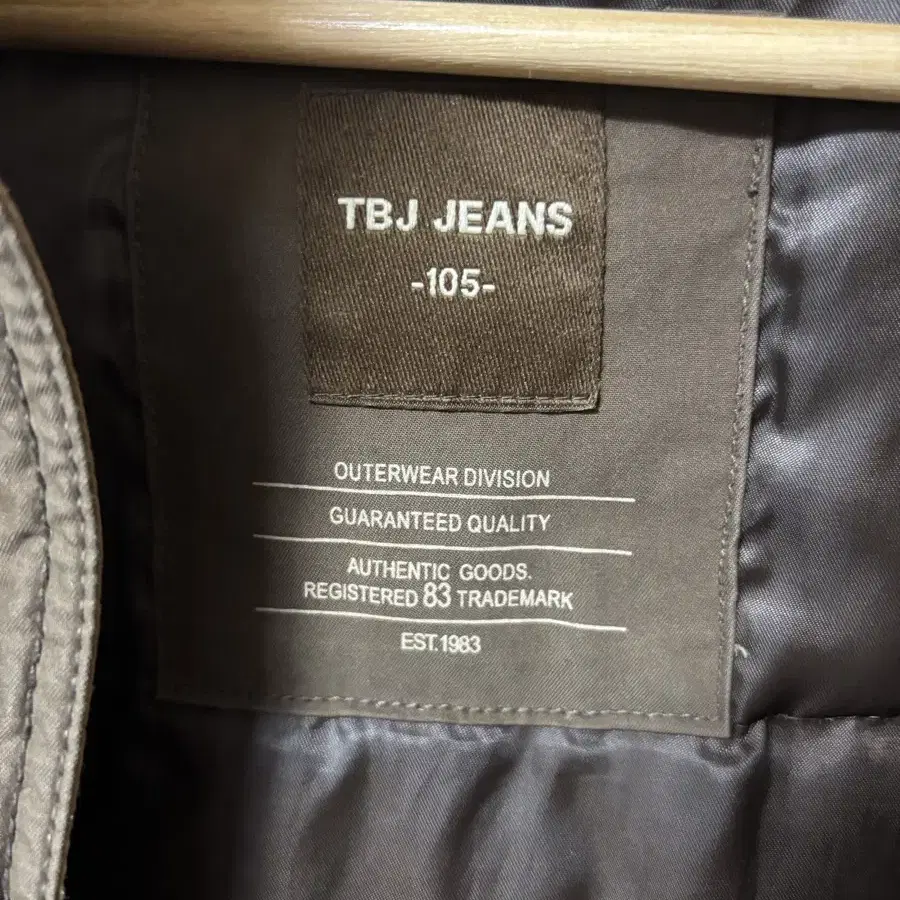 TBJ JEANS
-105-
OUTERWEAR DIVISION
GUARANTEED QUALITY
AUTHENTIC GOODS.
REGISTERED 83 TRADEMARK
EST.1983